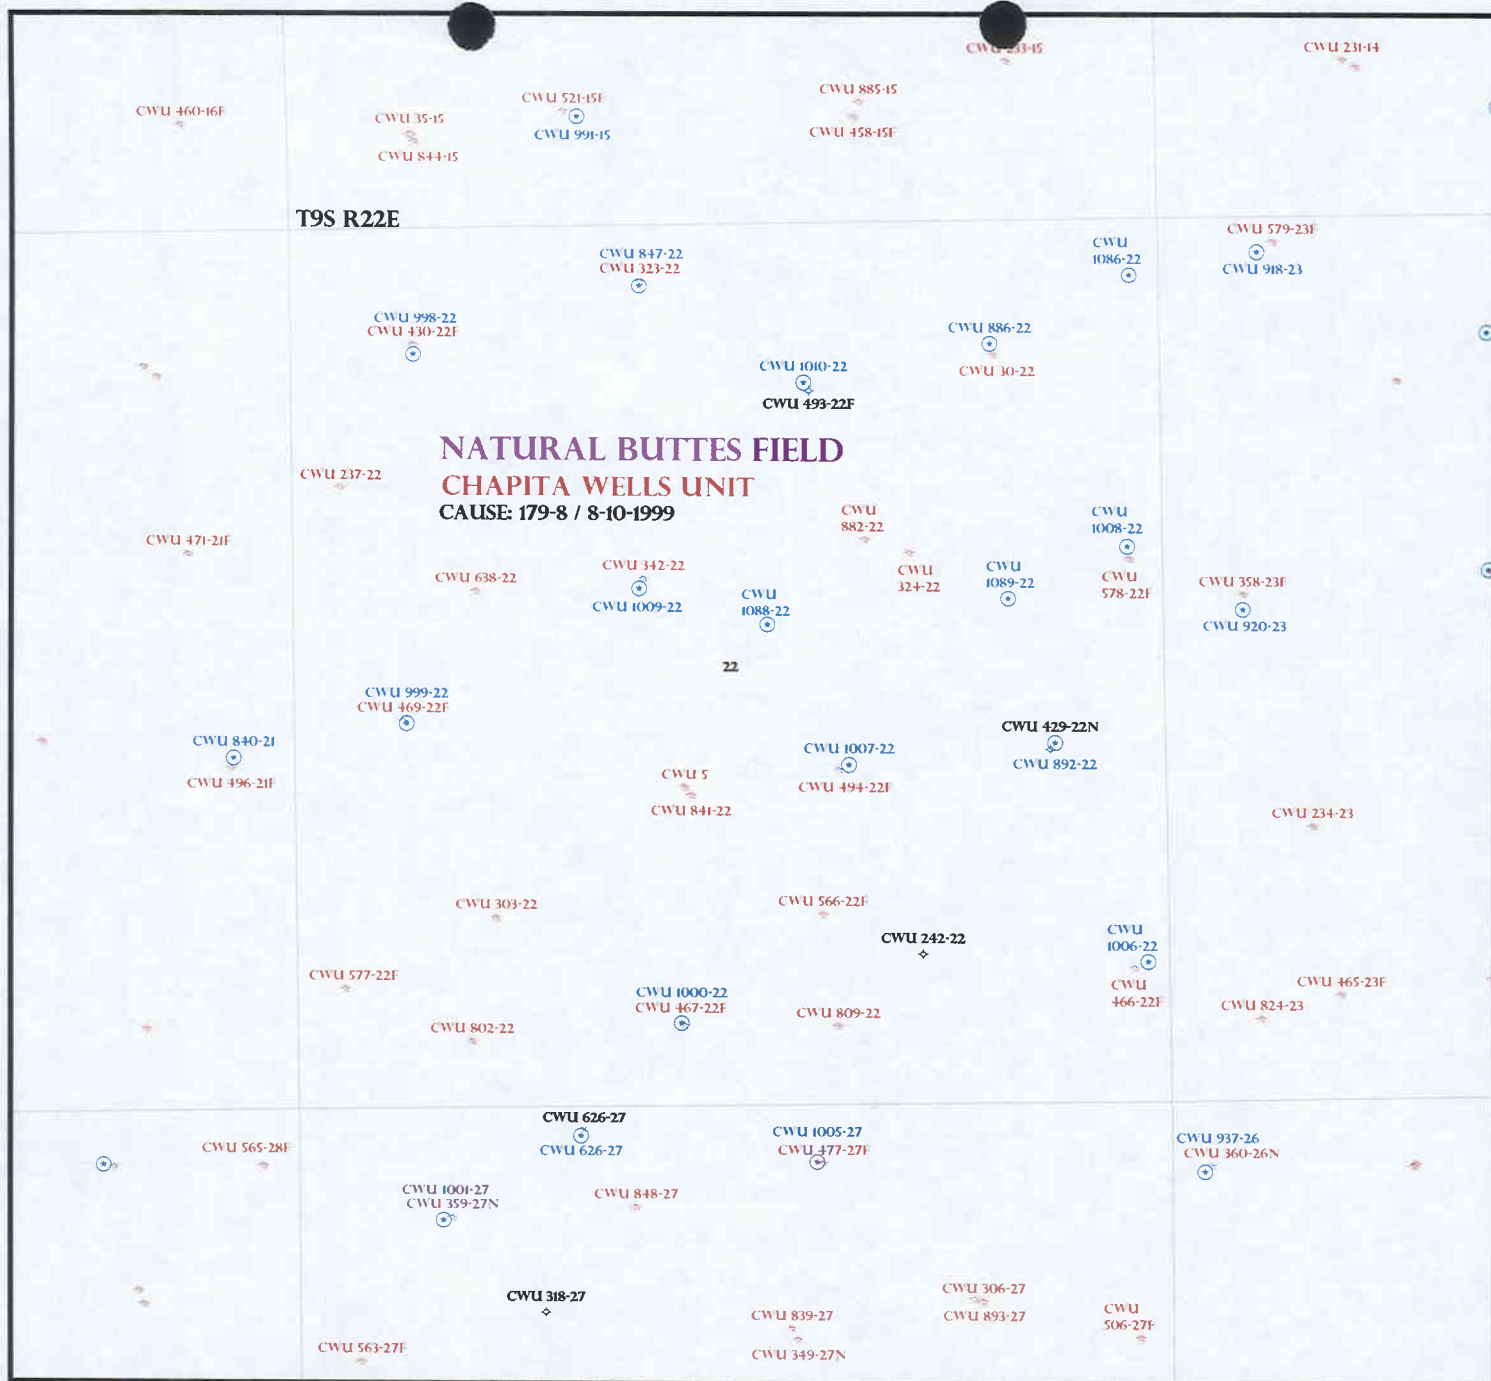 CWU 233-15
CWU 231-14
CWU 460-16F
CWU 35-15
CWU 844-15
CWU 521-15F
CWU 991-15
CWU 885-15
CWU 458-15F
T9S R22E
CWU 847-22
CWU 323-22
CWU
1086-22
CWU 579-23F
CWU 918-23
CWU 998-22
CWU 430-22F
CWU 886-22
CWU 30-22
CWU 1010-22
CWU 493-22F
NATURAL BUTTES FIELD
CHAPITA WELLS UNIT
CAUSE: 179-8 / 8-10-1999
CWU 237-22
CWU 471-21F
CWU
882-22
CWU
324-22
CWU
1008-22
CWU
578-22F
CWU 638-22
CWU 342-22
CWU 1009-22
CWU
1088-22
CWU
1089-22
CWU 358-23F
CWU 920-23
22
CWU 999-22
CWU 469-22F
CWU 840-21
CWU 496-21F
CWU 5
CWU 841-22
CWU 1007-22
CWU 494-22F
CWU 429-22N
CWU 892-22
CWU 234-23
CWU 303-22
CWU 566-22F
CWU 242-22
CWU
1006-22
CWU
466-22F
CWU 577-22F
CWU 802-22
CWU 1000-22
CWU 467-22F
CWU 809-22
CWU 465-23F
CWU 824-23
CWU 565-28F
CWU 626-27
CWU 626-27
CWU 1005-27
CWU 477-27F
CWU 937-26
CWU 360-26N
CWU 1001-27
CWU 359-27N
CWU 848-27
CWU 318-27
CWU 306-27
CWU 893-27
CWU 839-27
CWU 349-27N
CWU
506-27F
CWU 563-27F